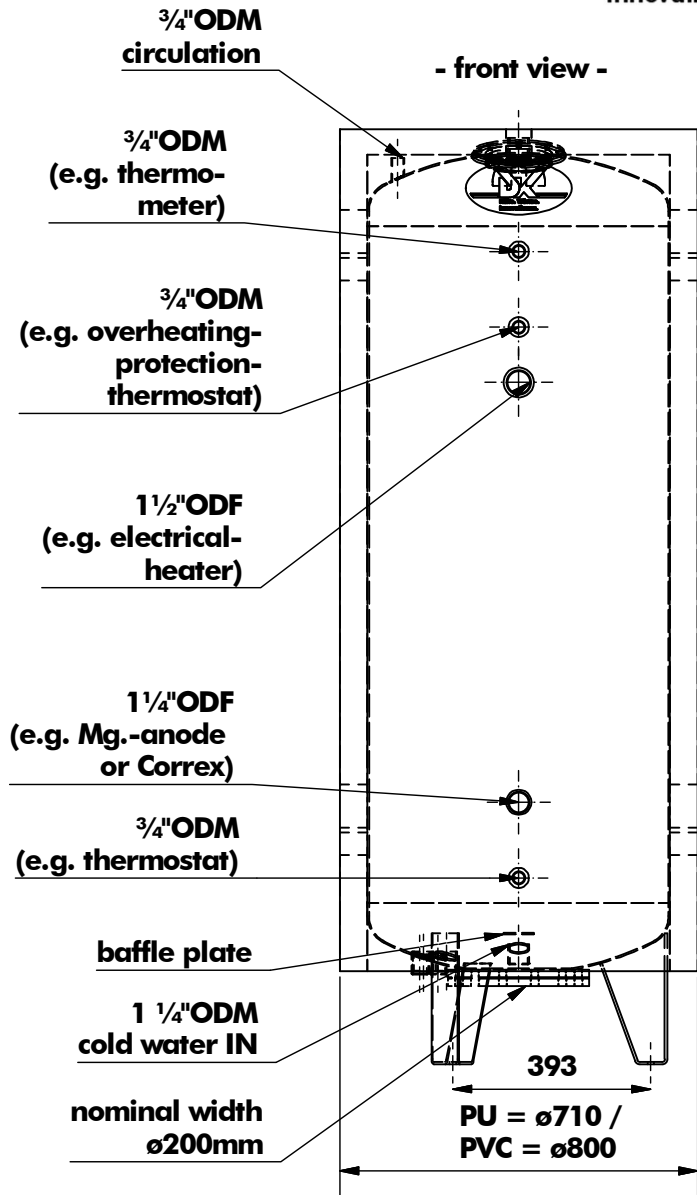 ¾"ODM
circulation
- front view -
¾"ODM
(e.g. thermo-
meter)
¾"ODM
(e.g. overheating-
protection-
thermostat)
1½"ODF
(e.g. electrical-
heater)
1¼"ODF
(e.g. Mg.-anode
or Correx)
¾"ODM
(e.g. thermostat)
baffle plate
1 ¼"ODM
cold water IN
nominal width
ø200mm
393
PU = ø710 /
PVC = ø800